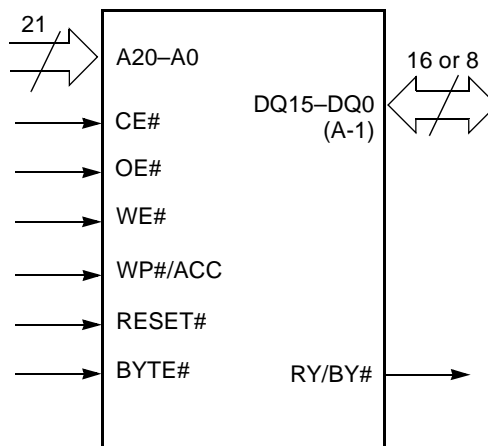 21
A20–A0
16 or 8
DQ15–DQ0
(A-1)
CE#
OE#
WE#
WP#/ACC
RESET#
BYTE#
RY/BY#